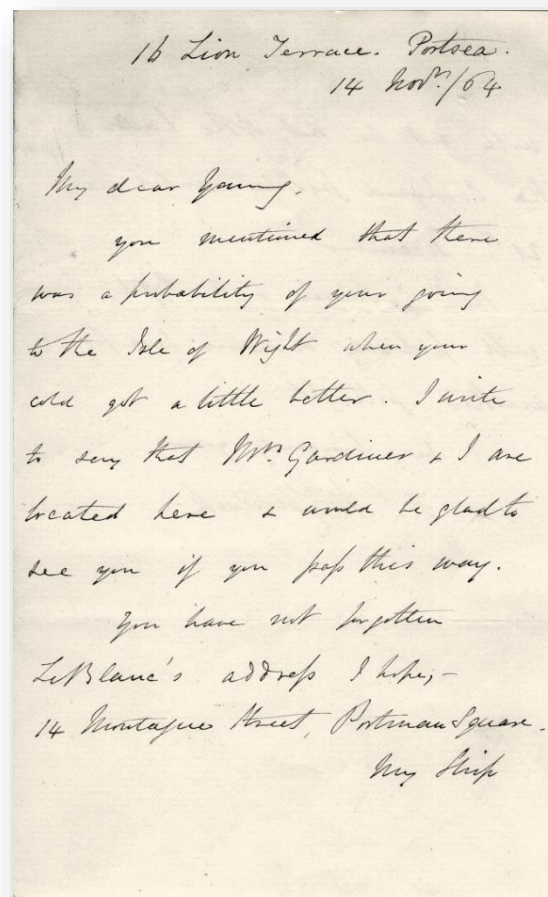 16 Lion Terrace. Portsea.
14 Novr/64
My dear Young.
you mentioned that there
was a probability of your going
to the Isle of Wight when your
cold got a little better. I write
to say that Mrs Gardiner & I are
located here & would be glad to
see you if you pass this way.
You have not forgotten
LeBlanc's address I hope,-
14 Montague Street, Portman Square.
My Ship